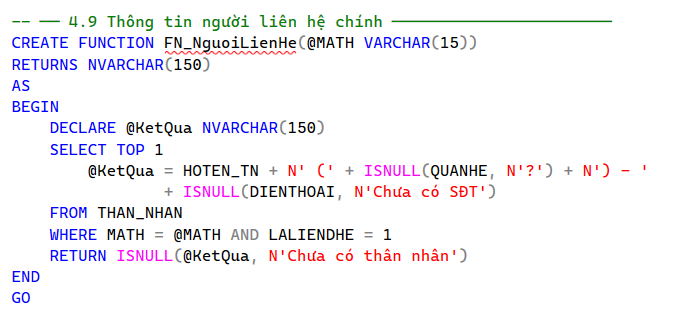 -- ── 4.9 Thông tin người liên hệ chính ───────────────────────
CREATE FUNCTION FN_NguoiLienHe(@MATH VARCHAR(15))
RETURNS NVARCHAR(150)
AS
BEGIN
    DECLARE @KetQua NVARCHAR(150)
    SELECT TOP 1
        @KetQua = HOTEN_TN + N' (' + ISNULL(QUANHE, N'?') + N') – '
                + ISNULL(DIENTHOAI, N'Chưa có SĐT')
    FROM THAN_NHAN
    WHERE MATH = @MATH AND LALIENDHE = 1
    RETURN ISNULL(@KetQua, N'Chưa có thân nhân')
END
GO